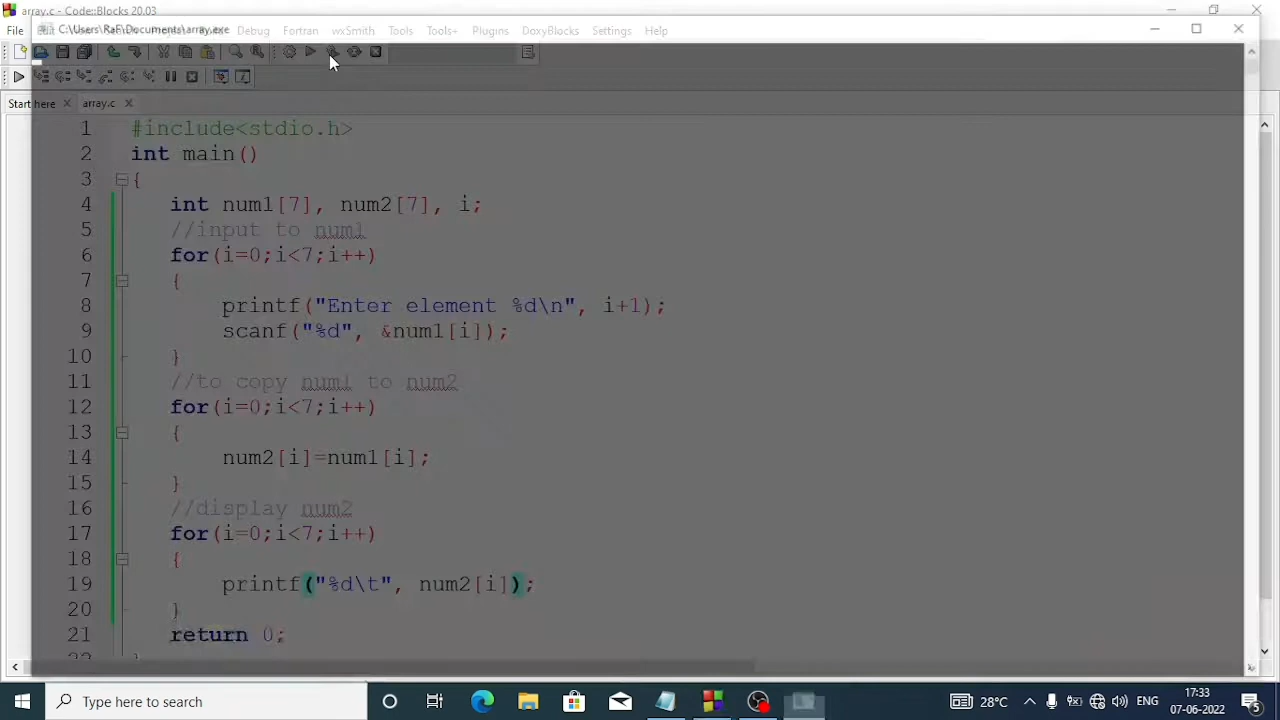 array.c - Code::Blocks 20.03
C:\Users\RaF\Documents\array.exe
File Debug Fortran wxSmith Tools Tools+ Plugins DoxyBlocks Settings Help
Start here array.c
1 #include<stdio.h>
2 int main()
3 {
4 int num1[7], num2[7], i;
5 //input to num1
6 for(i=0;i<7;i++)
7 {
8 printf("Enter element %d\n", i+1);
9 scanf("%d", &num1[i]);
10 }
11 //to copy num1 to num2
12 for(i=0;i<7;i++)
13 {
14 num2[i]=num1[i];
15 }
16 //display num2
17 for(i=0;i<7;i++)
18 {
19 printf("%d\t", num2[i]);
20 }
21 return 0;
Type here to search
28°C
ENG
17:33
07-06-2022
5